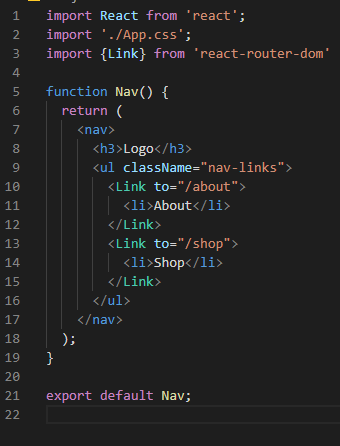 1 import React from 'react';
2 import './App.css';
3 import {Link} from 'react-router-dom'
4
5 function Nav() {
6   return (
7     <nav>
8       <h3>Logo</h3>
9       <ul className="nav-links">
10         <Link to="/about">
11           <li>About</li>
12         </Link>
13         <Link to="/shop">
14           <li>Shop</li>
15         </Link>
16       </ul>
17     </nav>
18   );
19 }
20
21 export default Nav;
22